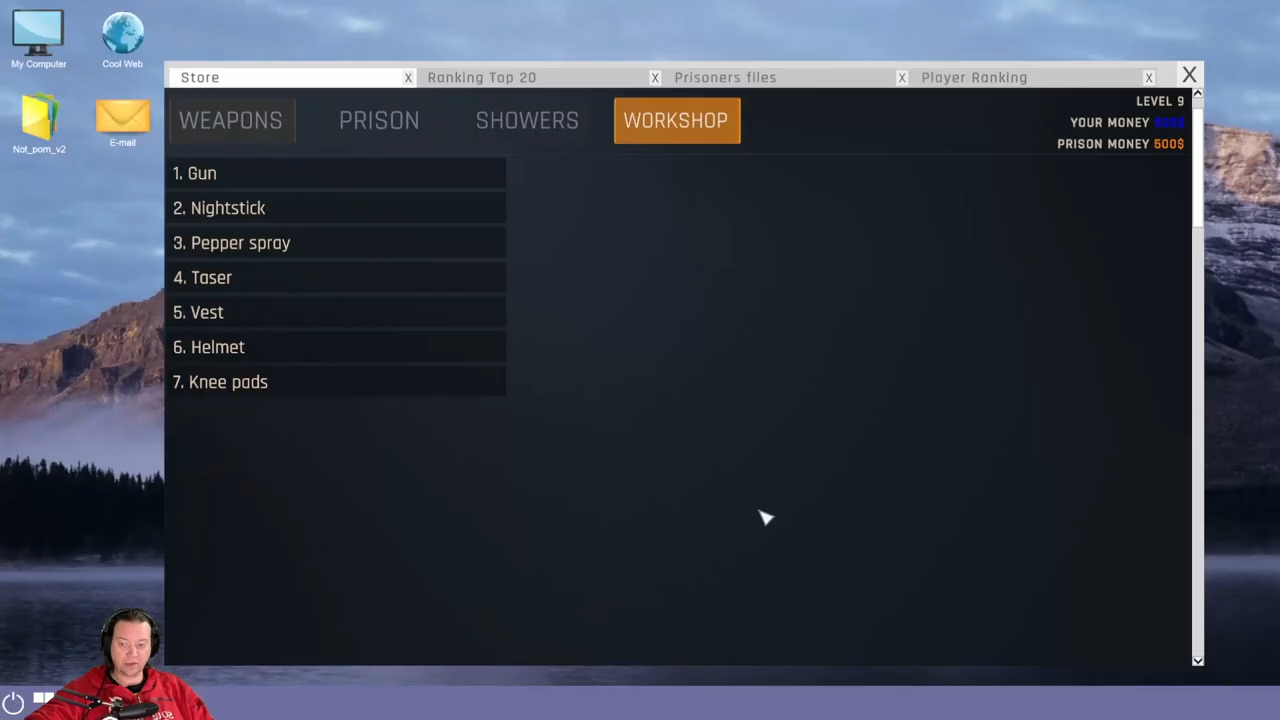 My Computer
Cool Web
Not_porn_v2
E-mail
Store X
Ranking Top 20 X
Prisoners files X
Player Ranking X
X
WEAPONS PRISON SHOWERS WORKSHOP
LEVEL 9
YOUR MONEY 500$
PRISON MONEY 500$
1. Gun
2. Nightstick
3. Pepper spray
4. Taser
5. Vest
6. Helmet
7. Knee pads